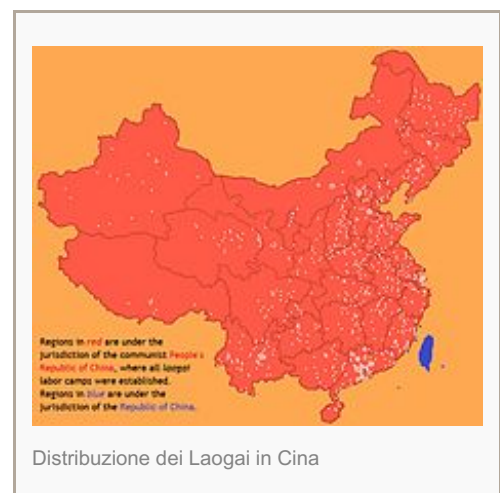 Regions in red are under the
jurisdiction of the communist People's
Republic of China, where all laogai
labor camps were established.
Regions in blue are under the
jurisdiction of the Republic of China.
Distribuzione dei Laogai in Cina